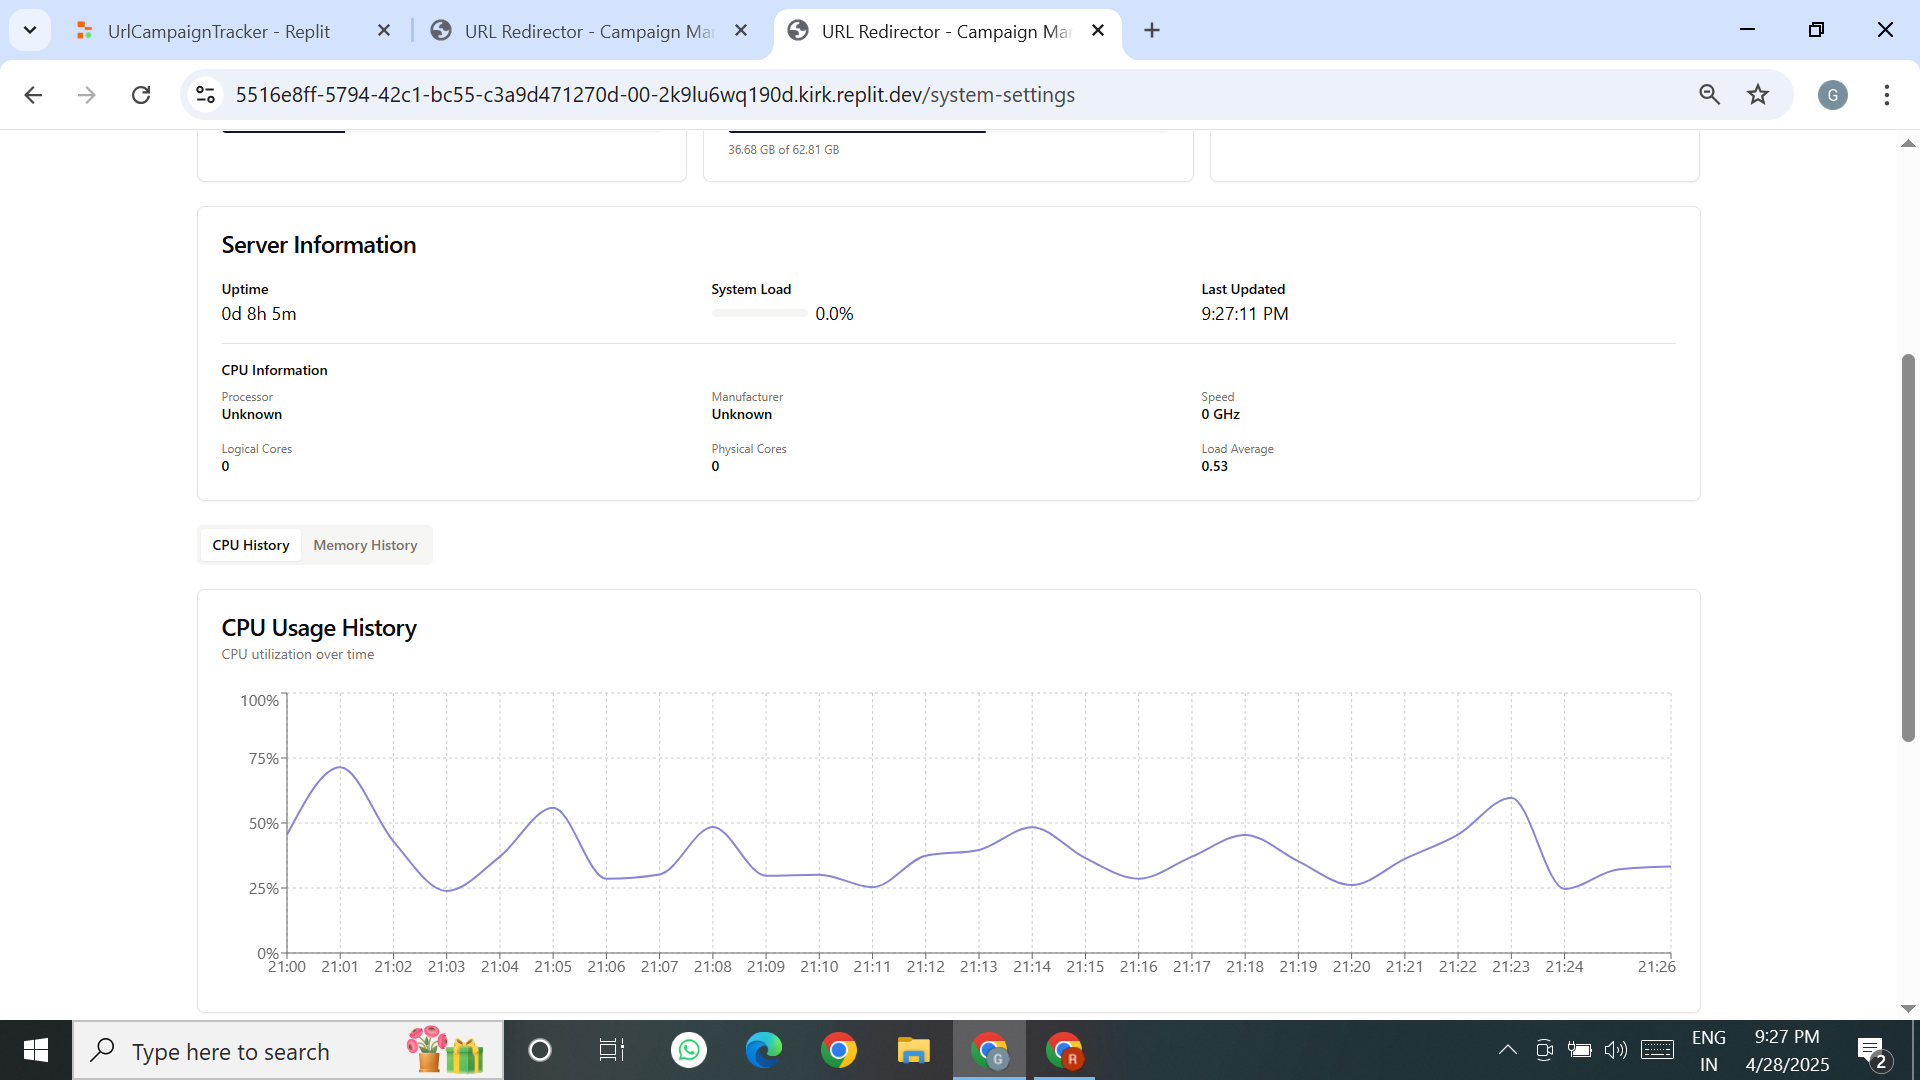 UrlCampaignTracker - Replit
URL Redirector - Campaign Mar
URL Redirector - Campaign Mar
5516e8ff-5794-42c1-bc55-c3a9d471270d-00-2k9lu6wq190d.kirk.replit.dev/system-settings
G
36.68 GB of 62.81 GB
Server Information
Uptime
System Load
Last Updated
0d 8h 5m
0.0%
9:27:11 PM
CPU Information
Processor
Manufacturer
Speed
Unknown
Unknown
0 GHz
Logical Cores
Physical Cores
Load Average
0
0
0.53
CPU History
Memory History
CPU Usage History
CPU utilization over time
100%
75%
50%
25%
0%
21:00 21:01 21:02 21:03 21:04 21:05 21:06 21:07 21:08 21:09 21:10 21:11 21:12 21:13 21:14 21:15 21:16 21:17 21:18 21:19 21:20 21:21 21:22 21:23 21:24 21:26
Type here to search
G
R
ENG
IN
9:27 PM
4/28/2025
2